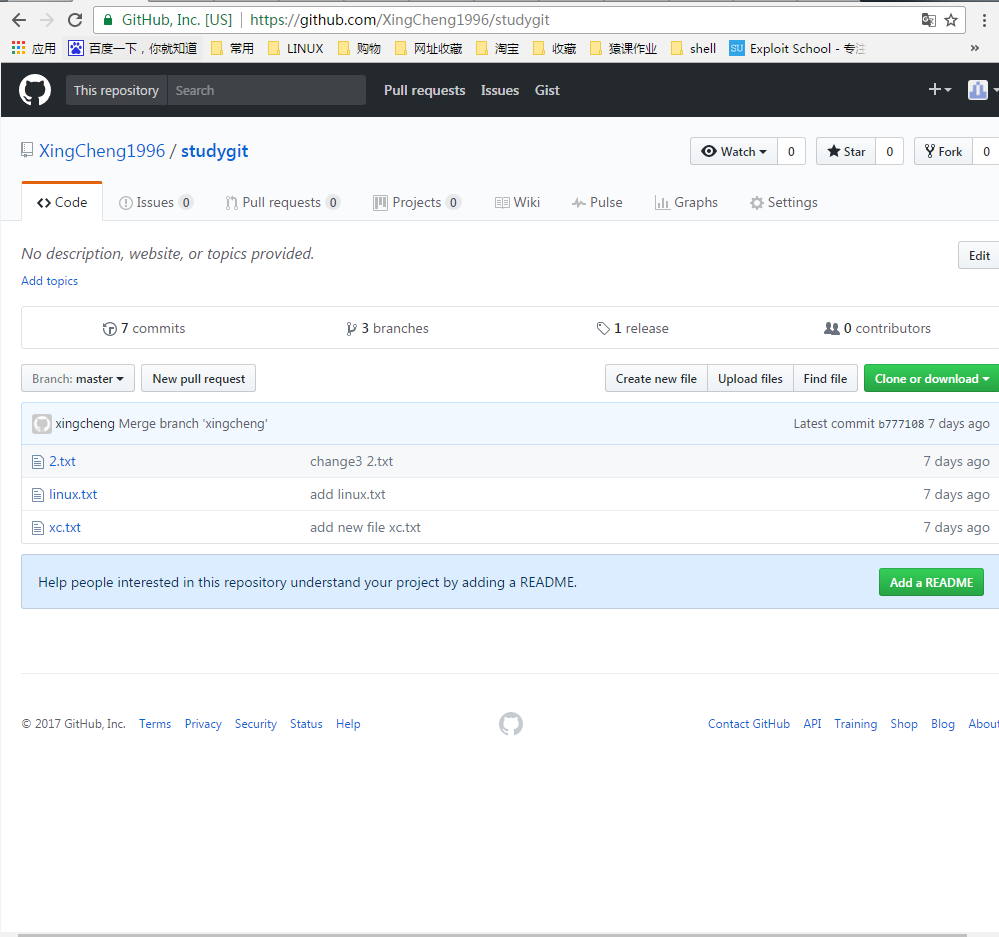 GitHub, Inc. [US] | https://github.com/XingCheng1996/studygit
应用 百度一下，你就知道 常用 LINUX 购物 网址收藏 淘宝 收藏 猿课作业 shell SU Exploit School - 专注 »
This repository Search Pull requests Issues Gist
XingCheng1996 / studygit Watch 0 Star 0 Fork 0
Code Issues 0 Pull requests 0 Projects 0 Wiki Pulse Graphs Settings
No description, website, or topics provided. Edit
Add topics
7 commits 3 branches 1 release 0 contributors
Branch: master New pull request Create new file Upload files Find file Clone or download
xingcheng Merge branch 'xingcheng' Latest commit b777108 7 days ago
2.txt change3 2.txt 7 days ago
linux.txt add linux.txt 7 days ago
xc.txt add new file xc.txt 7 days ago
Help people interested in this repository understand your project by adding a README. Add a README
© 2017 GitHub, Inc. Terms Privacy Security Status Help Contact GitHub API Training Shop Blog About